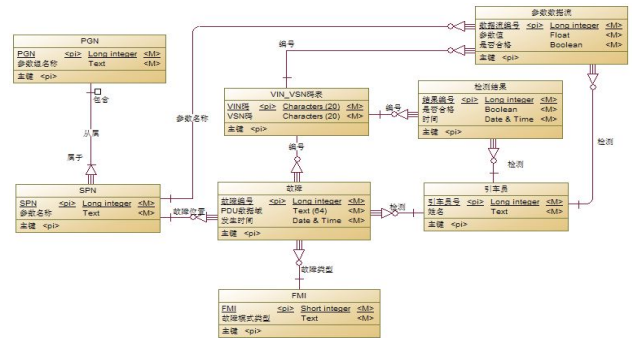 参数数据流
数据流编号 <pi> Long integer <M>
参数值 Float <M>
是否合格 Boolean <M>
主键 <pi>
PGN
PGN <pi> Long integer <M>
参数组名称 Text <M>
主键 <pi>
编号
包含
从属
属于
参数名称
VIN_VSN码表
VIN码 <pi> Characters (20) <M>
VSN码 Characters (20) <M>
主键 <pi>
编号
检测结果
结果编号 <pi> Long integer <M>
是否合格 Boolean <M>
时间 Date & Time <M>
主键 <pi>
检测
编号
检测
SPN
SPN <pi> Long integer <M>
参数名称 Text <M>
主键 <pi>
故障位置
故障
故障编号 <pi> Long integer <M>
PDU数据域 Text (64) <M>
发生时间 Date & Time <M>
主键 <pi>
检测
引车员
引车员号 <pi> Long integer <M>
姓名 Text <M>
主键 <pi>
故障类型
FMI
FMI <pi> Short integer <M>
故障模式类型 Text <M>
主键 <pi>